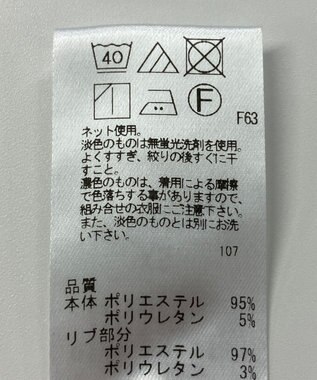 40
F
F63
ネット使用。
淡色のものは無蛍光洗剤を使用。
よくすすぎ、絞りの後すぐに干
すこと。
濃色のものは、着用による摩擦
で色落ちする事がありますので、
組み合せの衣服にご注意下さい。
また、淡色のものとは別にお洗
い下さい。
107
品質
本体 ポリエステル 95%
ポリウレタン 5%
リブ部分
ポリエステル 97%
ポリウレタン 3%